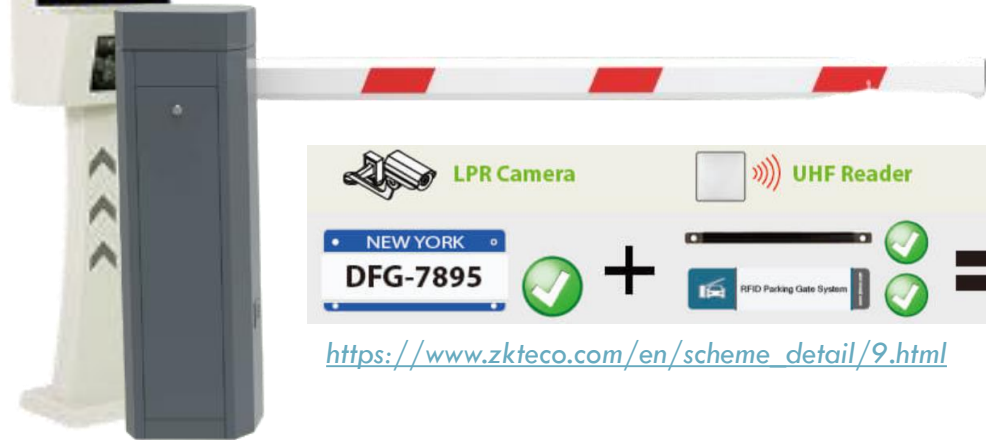 LPR Camera
UHF Reader
NEW YORK
DFG-7895
+
RFID Parking Gate System
=
https://www.zkteco.com/en/scheme_detail/9.html